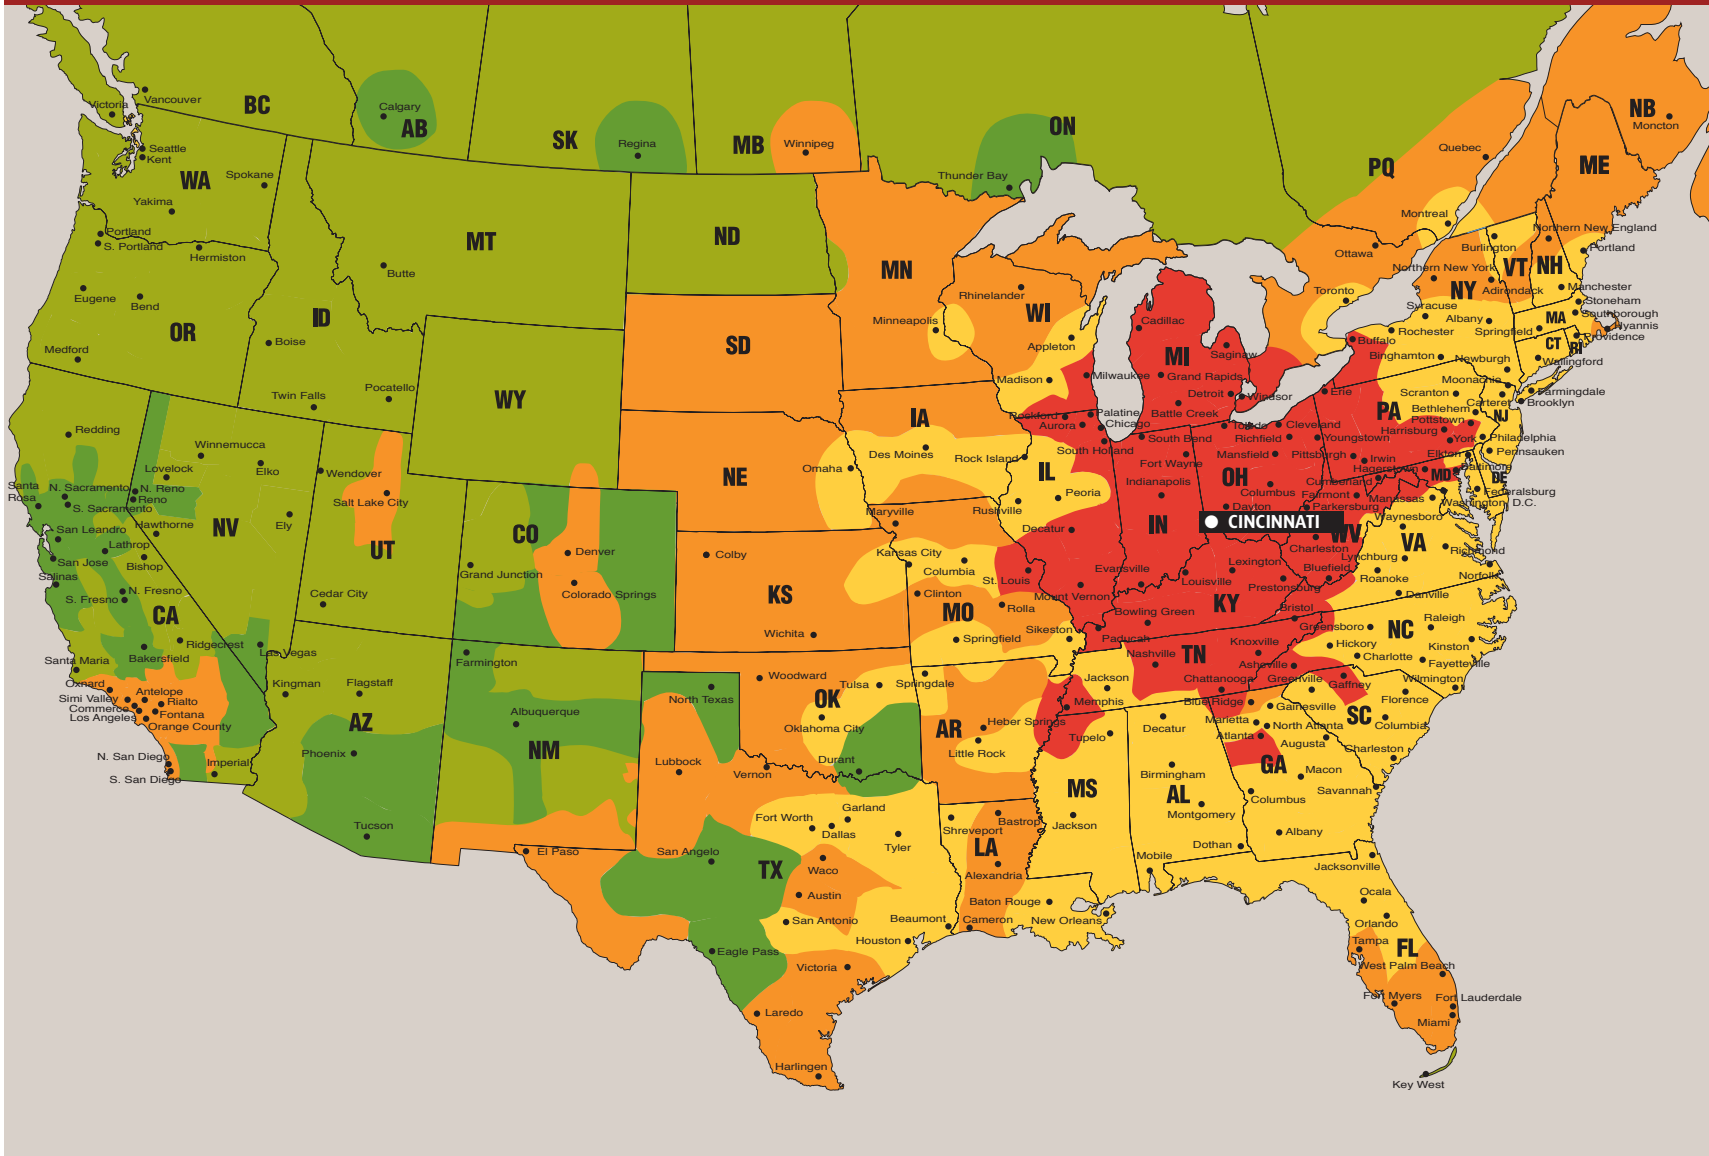 Victoria
Vancouver
BC
Calgary
AB
SK
Regina
MB
Winnipeg
ON
Thunder Bay
PQ
Quebec
NB
Moncton
ME
Seattle
Kent
WA
Spokane
Yakima
Portland
S. Portland
Hermiston
Eugene
Bend
OR
Medford
MT
Butte
ID
Boise
Twin Falls
Pocatello
WY
ND
SD
NE
Omaha
MN
Minneapolis
Rhinelander
WI
Appleton
Madison
Milwaukee
Montreal
Ottawa
Toronto
Burlington
Northern New England
Portland
Northern New York
VT
NH
NY
Adirondack
Manchester
Stoneham
Southborough
Hyannis
Providence
Syracuse
Albany
MA
Springfield
CT
RI
Rochester
Buffalo
Binghamton
Newburgh
Wallingford
Moonachie
Scranton
Farmingdale
Carteret
Brooklyn
Bethlehem
NJ
Pottstown
PA
Harrisburg
York
Philadelphia
Pennsauken
Elkton
Erie
Cadillac
MI
Saginaw
Grand Rapids
Detroit
Windsor
Battle Creek
Rockford
Palatine
Aurora
Chicago
South Holland
South Bend
Toledo
Cleveland
Richfield
Youngstown
Mansfield
Pittsburgh
Irwin
Hagerstown
Baltimore
MD
DE
Cumberland
Federalsburg
Washington, D.C.
Manassas
Fairmont
Parkersburg
Fort Wayne
Indianapolis
OH
Columbus
Dayton
CINCINNATI
IN
WV
Charleston
Waynesboro
VA
Richmond
Lynchburg
Bluefield
Roanoke
Norfolk
Danville
IA
Des Moines
Rock Island
IL
Peoria
Rushville
Decatur
Maryville
Kansas City
Columbia
St. Louis
Mount Vernon
Evansville
Louisville
Lexington
Prestonsburg
KY
Bowling Green
Paducah
Bristol
Clinton
MO
Rolla
Sikeston
Springfield
Redding
Winnemucca
Lovelock
Elko
Wendover
Salt Lake City
Santa
Rosa
N. Sacramento
S. Sacramento
N. Reno
Reno
Hawthorne
NV
Ely
UT
San Leandro
Lathrop
San Jose
Bishop
Salinas
N. Fresno
S. Fresno
CA
Cedar City
CO
Denver
Grand Junction
Colorado Springs
Colby
KS
Wichita
Ridgecrest
Las Vegas
Bakersfield
Santa Maria
Oxnard
Antelope
Simi Valley
Rialto
Commerce
Fontana
Los Angeles
Orange County
N. San Diego
S. San Diego
Imperial
Kingman
Flagstaff
AZ
Phoenix
Tucson
Farmington
Albuquerque
NM
North Texas
Woodward
OK
Tulsa
Oklahoma City
Durant
Springdale
AR
Heber Springs
Little Rock
Jackson
Memphis
Tupelo
Nashville
TN
Knoxville
Asheville
Chattanooga
Greensboro
NC
Raleigh
Hickory
Kinston
Charlotte
Fayetteville
Wilmington
Greenville
Gaffney
Florence
SC
Columbia
Charleston
Blue Ridge
Gainesville
Marietta
North Atlanta
Atlanta
Augusta
GA
Macon
Columbus
Savannah
Albany
Decatur
Birmingham
AL
Montgomery
Dothan
Mobile
MS
Jackson
Lubbock
Vernon
El Paso
San Angelo
TX
Fort Worth
Garland
Dallas
Tyler
Waco
Austin
San Antonio
Beaumont
Houston
Eagle Pass
Victoria
Laredo
Harlingen
Shreveport
Bastrop
LA
Alexandria
Baton Rouge
Cameron
New Orleans
Jacksonville
Ocala
Orlando
Tampa
FL
West Palm Beach
Fort Myers
Fort Lauderdale
Miami
Key West